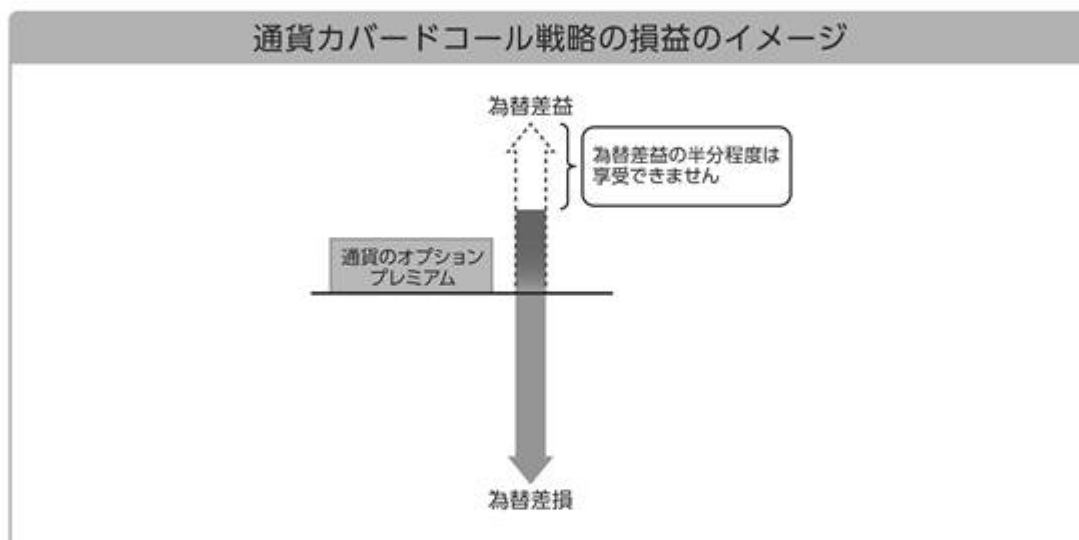 通貨カバードコール戦略の損益のイメージ
為替差益
為替差益の半分程度は
享受できません
通貨のオプション
プレミアム
為替差損